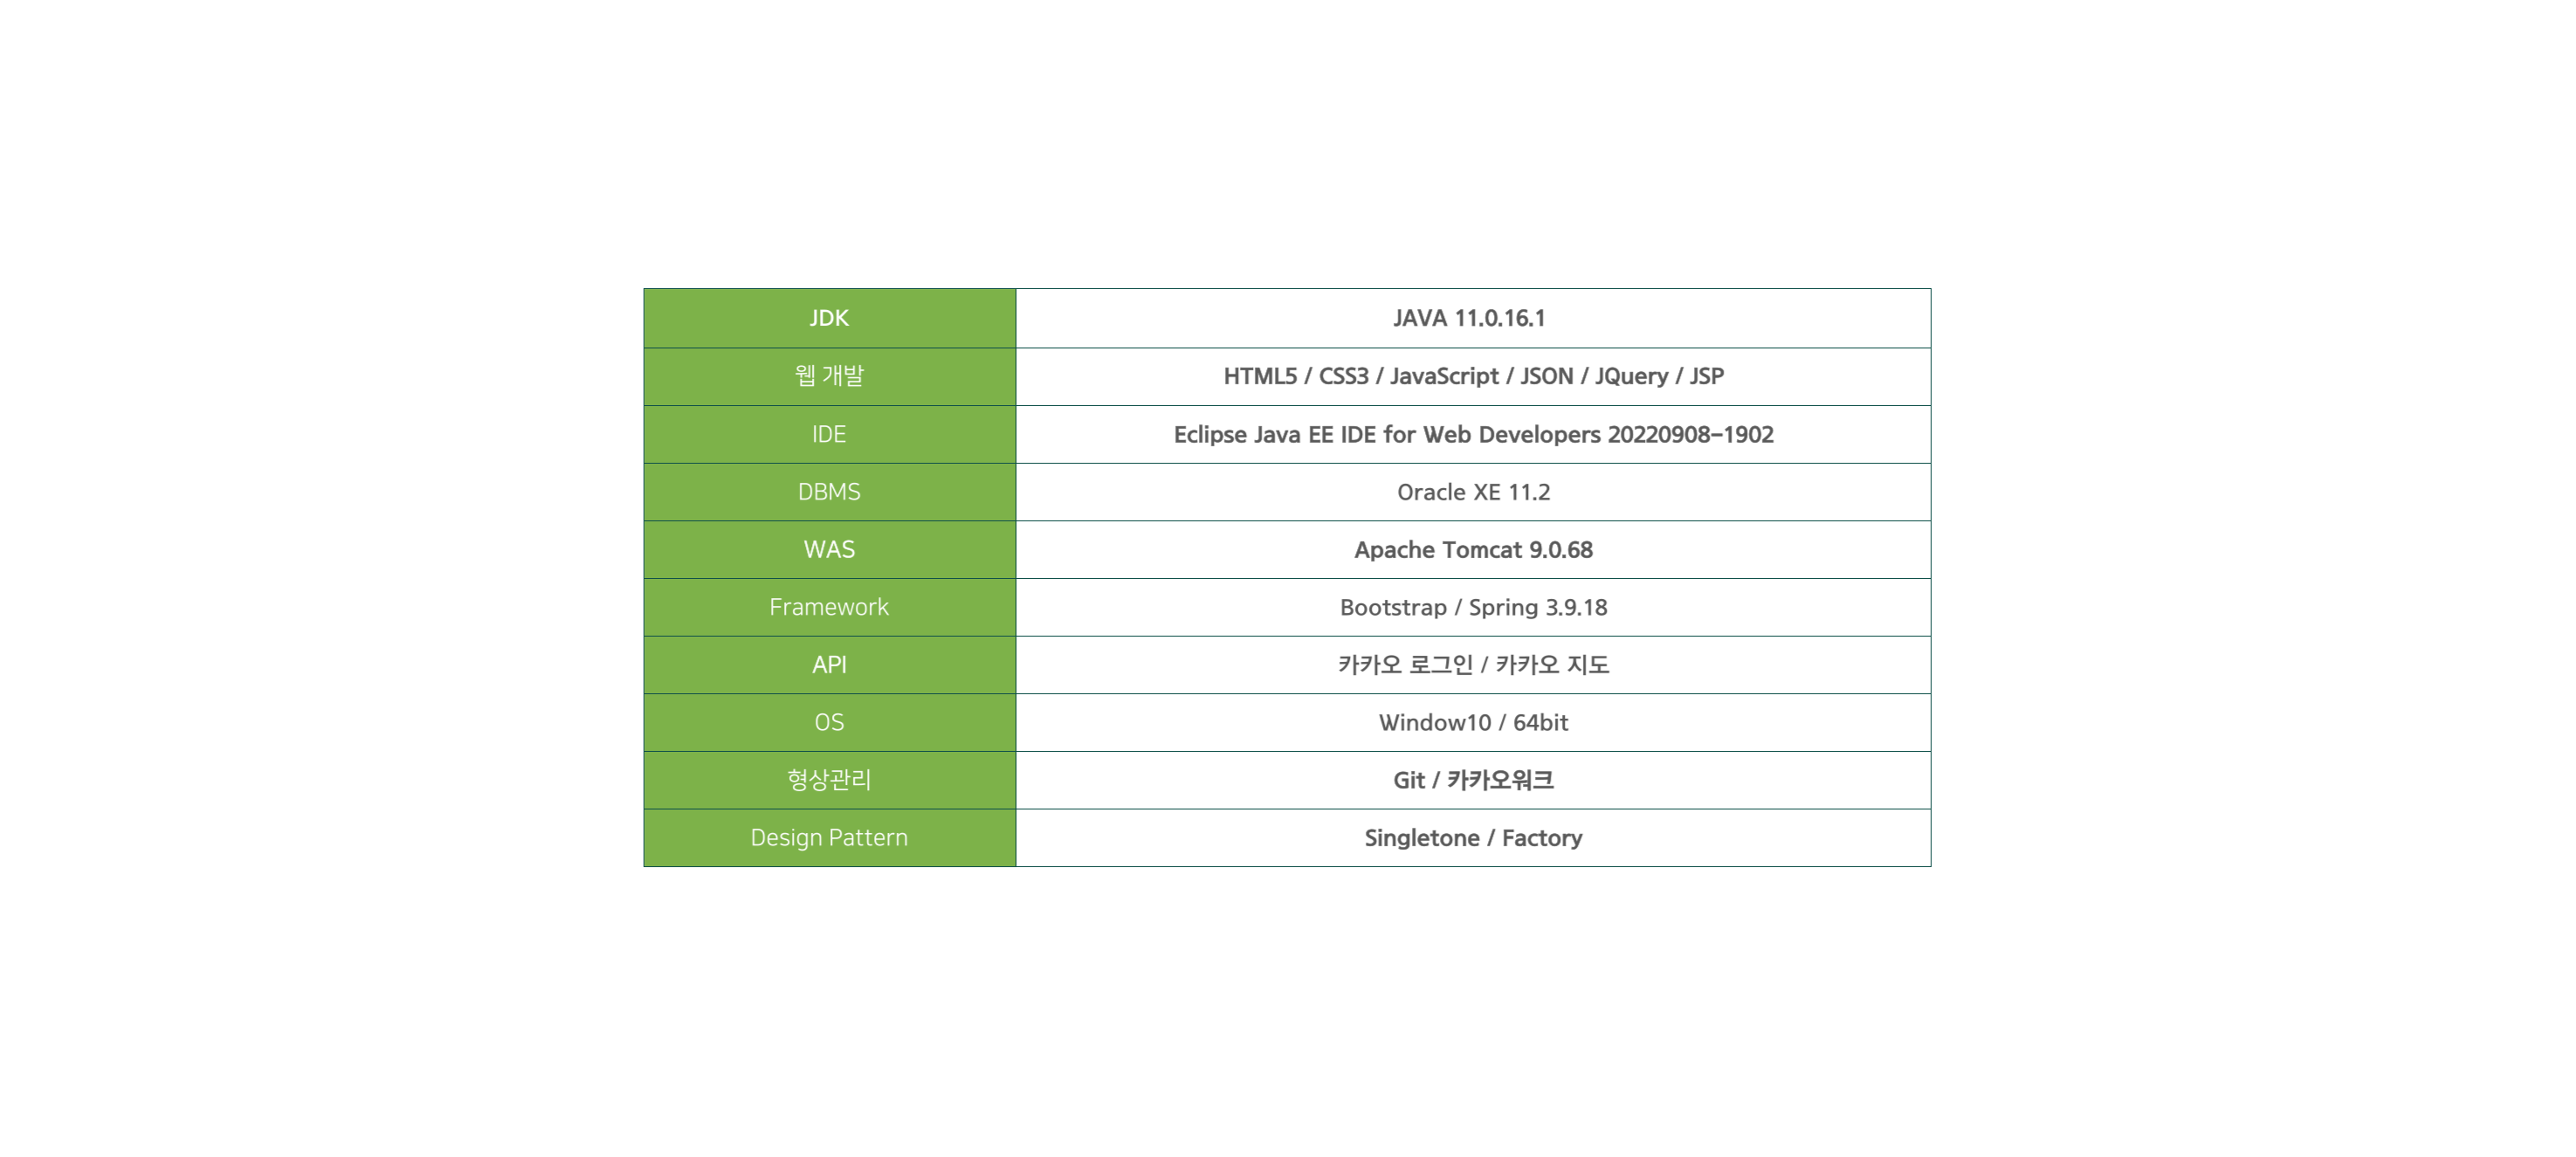 JDK JAVA 11.0.16.1
웹 개발 HTML5 / CSS3 / JavaScript / JSON / JQuery / JSP
IDE Eclipse Java EE IDE for Web Developers 20220908-1902
DBMS Oracle XE 11.2
WAS Apache Tomcat 9.0.68
Framework Bootstrap / Spring 3.9.18
API 카카오 로그인 / 카카오 지도
OS Window10 / 64bit
형상관리 Git / 카카오워크
Design Pattern Singletone / Factory